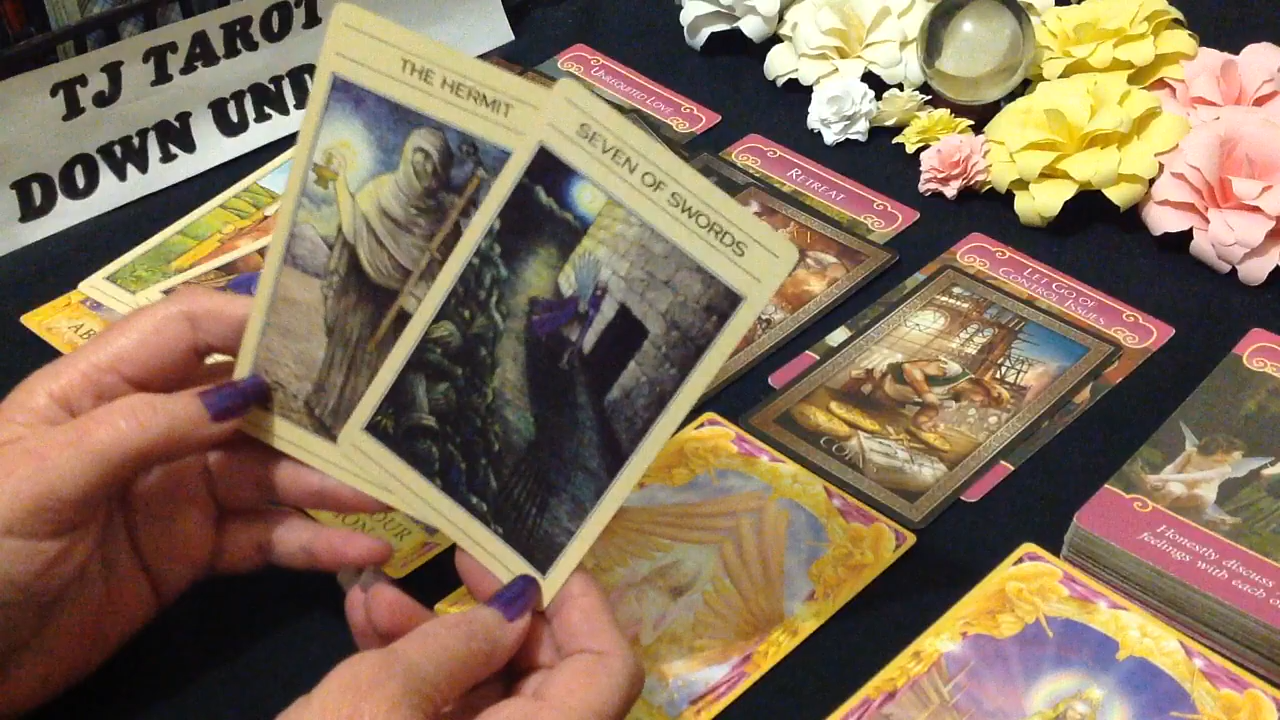 TJ TAROT
DOWN UND
THE HERMIT
SEVEN OF SWORDS
UNREQUITED LOVE
RETREAT
LET GO OF
CONTROL ISSUES
Honestly discuss
feelings with each o